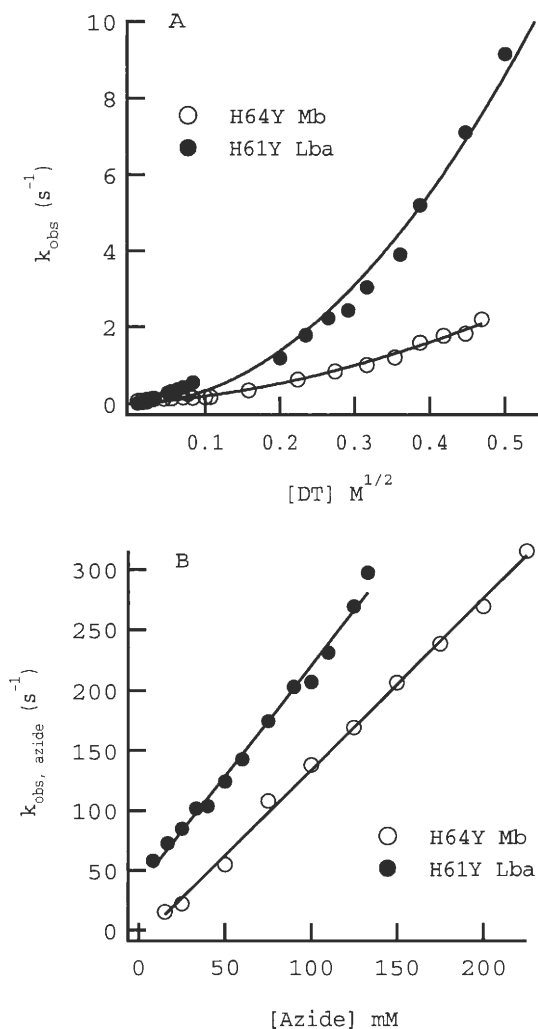 A
10
8
6
4
2
0
k_obs (s^-1)
H64Y Mb
H61Y Lba
0.1 0.2 0.3 0.4 0.5
[DT] M^1/2
B
300
250
200
150
100
50
0
k_obs, azide (s^-1)
H64Y Mb
H61Y Lba
0 50 100 150 200
[Azide] mM